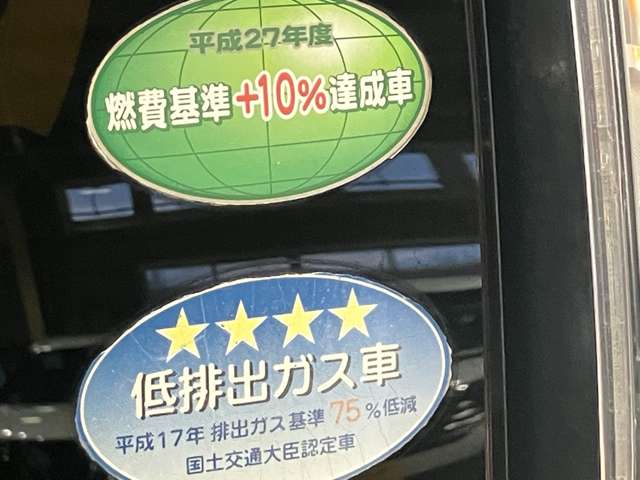 平成27年度
燃費基準+10%達成車
低排出ガス車
平成17年 排出ガス基準 75 %低減
国土交通大臣認定車